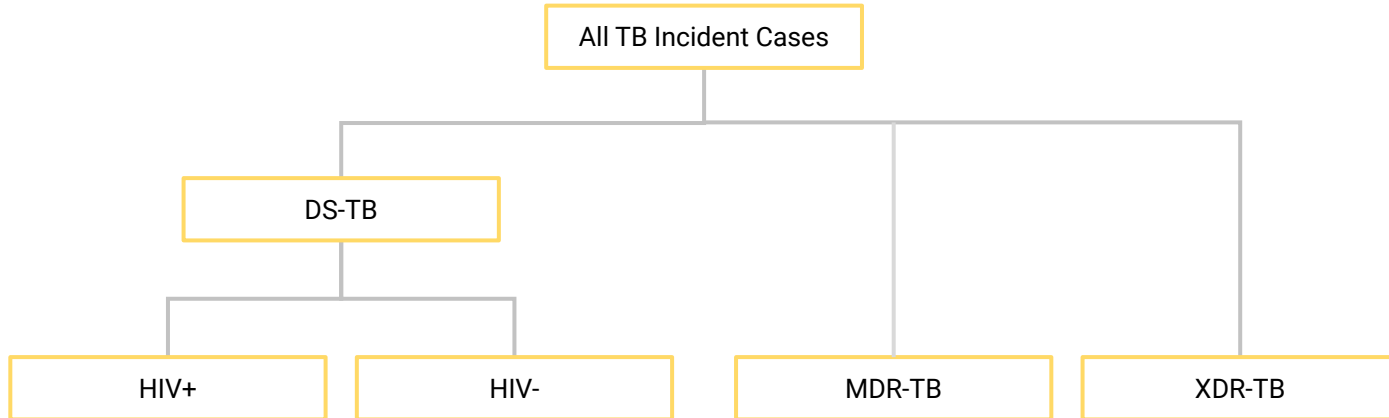 All TB Incident Cases
DS-TB
HIV+
HIV-
MDR-TB
XDR-TB